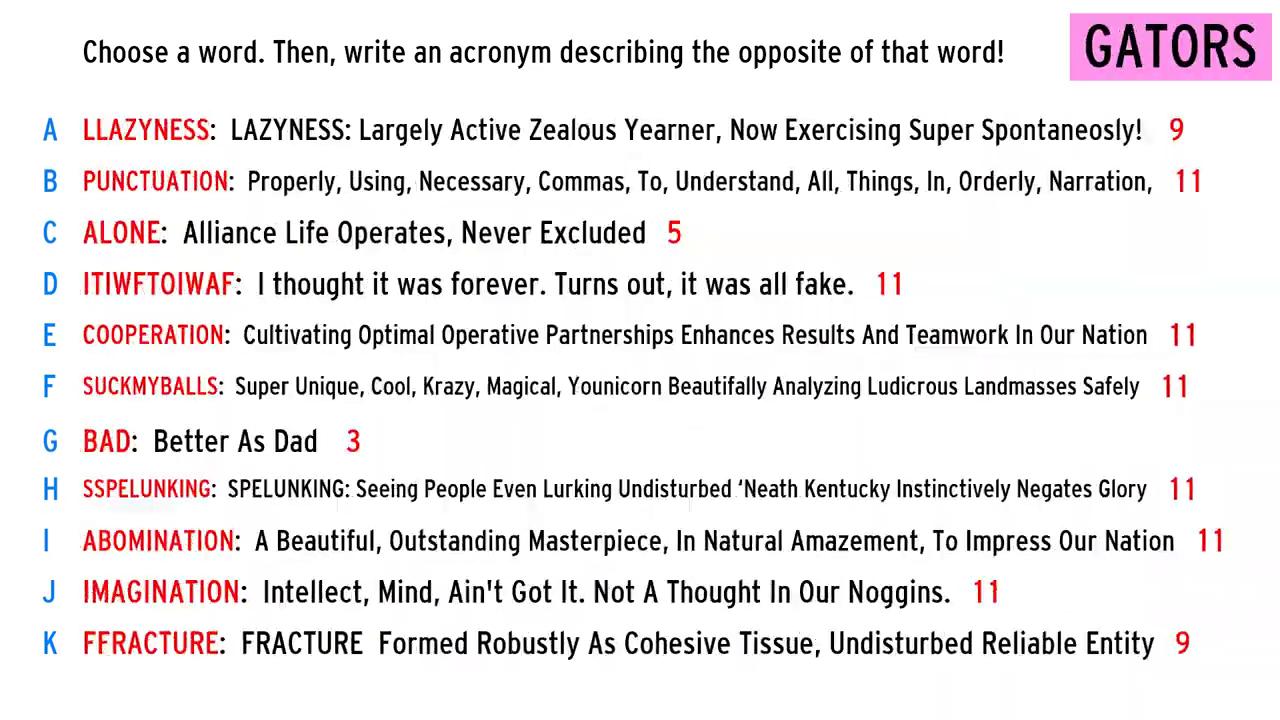 Choose a word. Then, write an acronym describing the opposite of that word!
GATORS
A LLAZYNESS: LAZYNESS: Largely Active Zealous Yearner, Now Exercising Super Spontaneosly! 9
B PUNCTUATION: Properly, Using, Necessary, Commas, To, Understand, All, Things, In, Orderly, Narration, 11
C ALONE: Alliance Life Operates, Never Excluded 5
D ITIWFTOIWAF: I thought it was forever. Turns out, it was all fake. 11
E COOPERATION: Cultivating Optimal Operative Partnerships Enhances Results And Teamwork In Our Nation 11
F SUCKMYBALLS: Super Unique, Cool, Krazy, Magical, Younicorn Beautifally Analyzing Ludicrous Landmasses Safely 11
G BAD: Better As Dad 3
H SSPELUNKING: SPELUNKING: Seeing People Even Lurking Undisturbed ‘Neath Kentucky Instinctively Negates Glory 11
I ABOMINATION: A Beautiful, Outstanding Masterpiece, In Natural Amazement, To Impress Our Nation 11
J IMAGINATION: Intellect, Mind, Ain't Got It. Not A Thought In Our Noggins. 11
K FFRACTURE: FRACTURE Formed Robustly As Cohesive Tissue, Undisturbed Reliable Entity 9